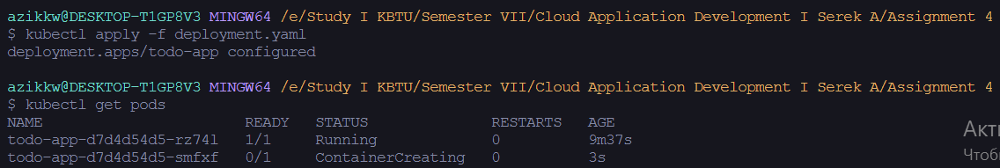 azikkw@DESKTOP-T1GP8V3 MINGW64 /e/Study I KBTU/Semester VII/Cloud Application Development I Serek A/Assignment 4
$ kubectl apply -f deployment.yaml
deployment.apps/todo-app configured
azikkw@DESKTOP-T1GP8V3 MINGW64 /e/Study I KBTU/Semester VII/Cloud Application Development I Serek A/Assignment 4
$ kubectl get pods
NAME READY STATUS RESTARTS AGE
todo-app-d7d4d54d5-rz74l 1/1 Running 0 9m37s
todo-app-d7d4d54d5-smfxf 0/1 ContainerCreating 0 3s